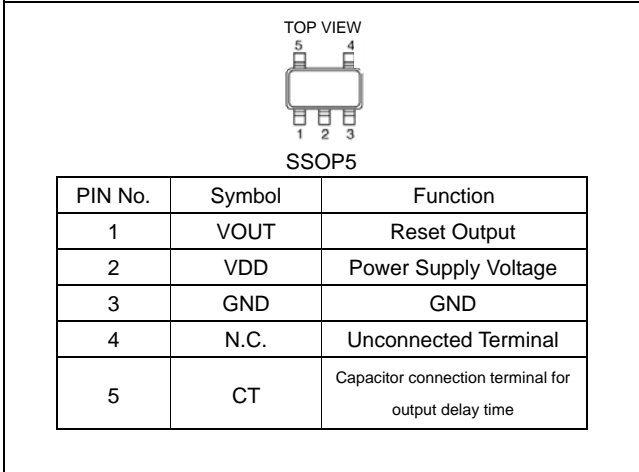 TOP VIEW
5 4
1 2 3
SSOP5
PIN No. Symbol Function
1 VOUT Reset Output
2 VDD Power Supply Voltage
3 GND GND
4 N.C. Unconnected Terminal
5 CT Capacitor connection terminal for
output delay time